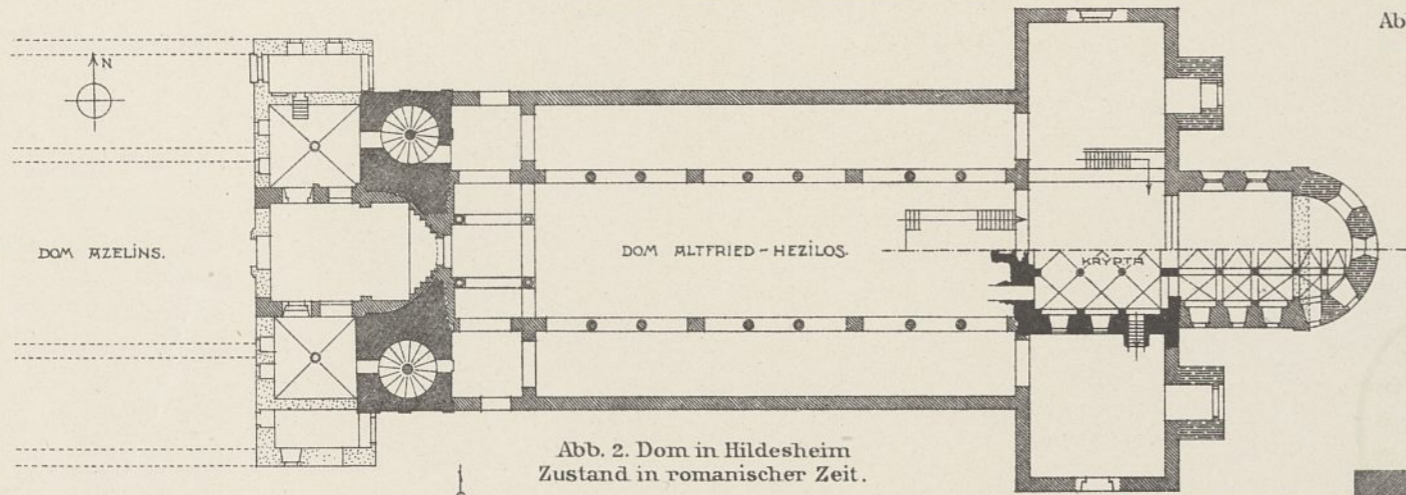 Ab
N
DOM AZELINS.
DOM ALTFRIED-HEZILOS.
KRYPTA
Abb. 2. Dom in Hildesheim
Zustand in romanischer Zeit.